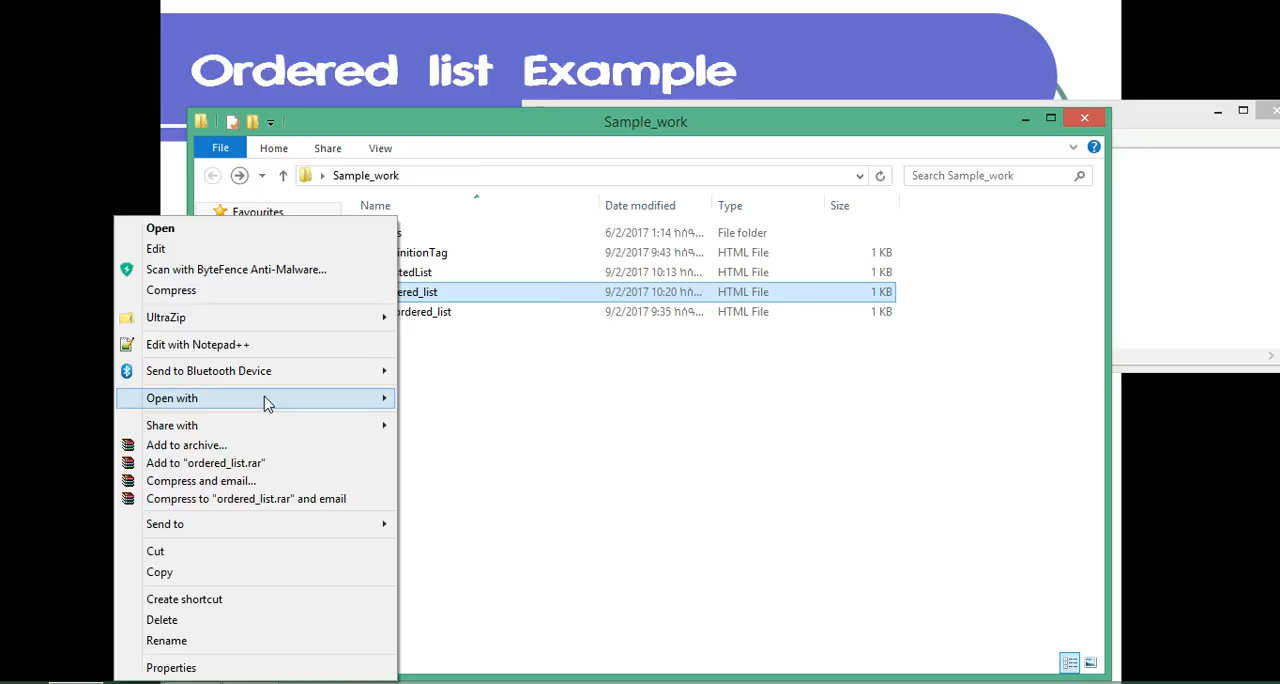 Ordered list Example
Sample_work
File Home Share View
Sample_work
Search Sample_work
Name Date modified Type Size
Favourites
6/2/2017 1:14 ከሰዓ... File folder
initionTag 9/2/2017 9:43 ከሰዓ... HTML File 1 KB
tedList 9/2/2017 10:13 ከሰ... HTML File 1 KB
ered_list 9/2/2017 10:20 ከሰ... HTML File 1 KB
ordered_list 9/2/2017 9:35 ከሰዓ... HTML File 1 KB
Open
Edit
Scan with ByteFence Anti-Malware...
Compress
UltraZip
Edit with Notepad++
Send to Bluetooth Device
Open with
Share with
Add to archive...
Add to "ordered_list.rar"
Compress and email...
Compress to "ordered_list.rar" and email
Send to
Cut
Copy
Create shortcut
Delete
Rename
Properties